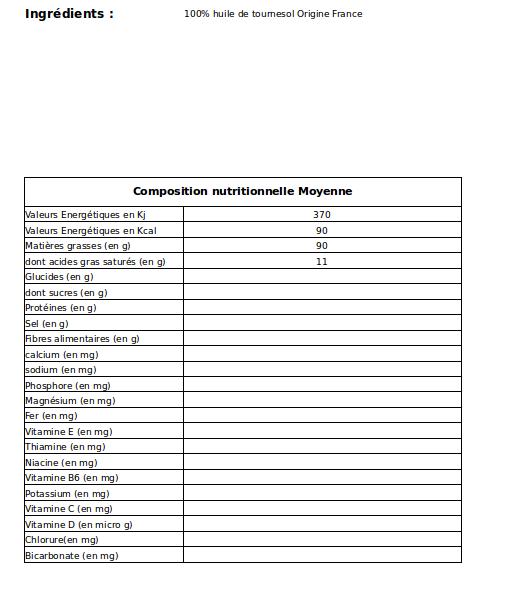 Ingrédients : 100% huile de tournesol Origine France
Composition nutritionnelle Moyenne
Valeurs Energétiques en Kj 370
Valeurs Energétiques en Kcal 90
Matières grasses (en g) 90
dont acides gras saturés (en g) 11
Glucides (en g)
dont sucres (en g)
Protéines (en g)
Sel (en g)
Fibres alimentaires (en g)
calcium (en mg)
sodium (en mg)
Phosphore (en mg)
Magnésium (en mg)
Fer (en mg)
Vitamine E (en mg)
Thiamine (en mg)
Niacine (en mg)
Vitamine B6 (en mg)
Potassium (en mg)
Vitamine C (en mg)
Vitamine D (en micro g)
Chlorure(en mg)
Bicarbonate (en mg)